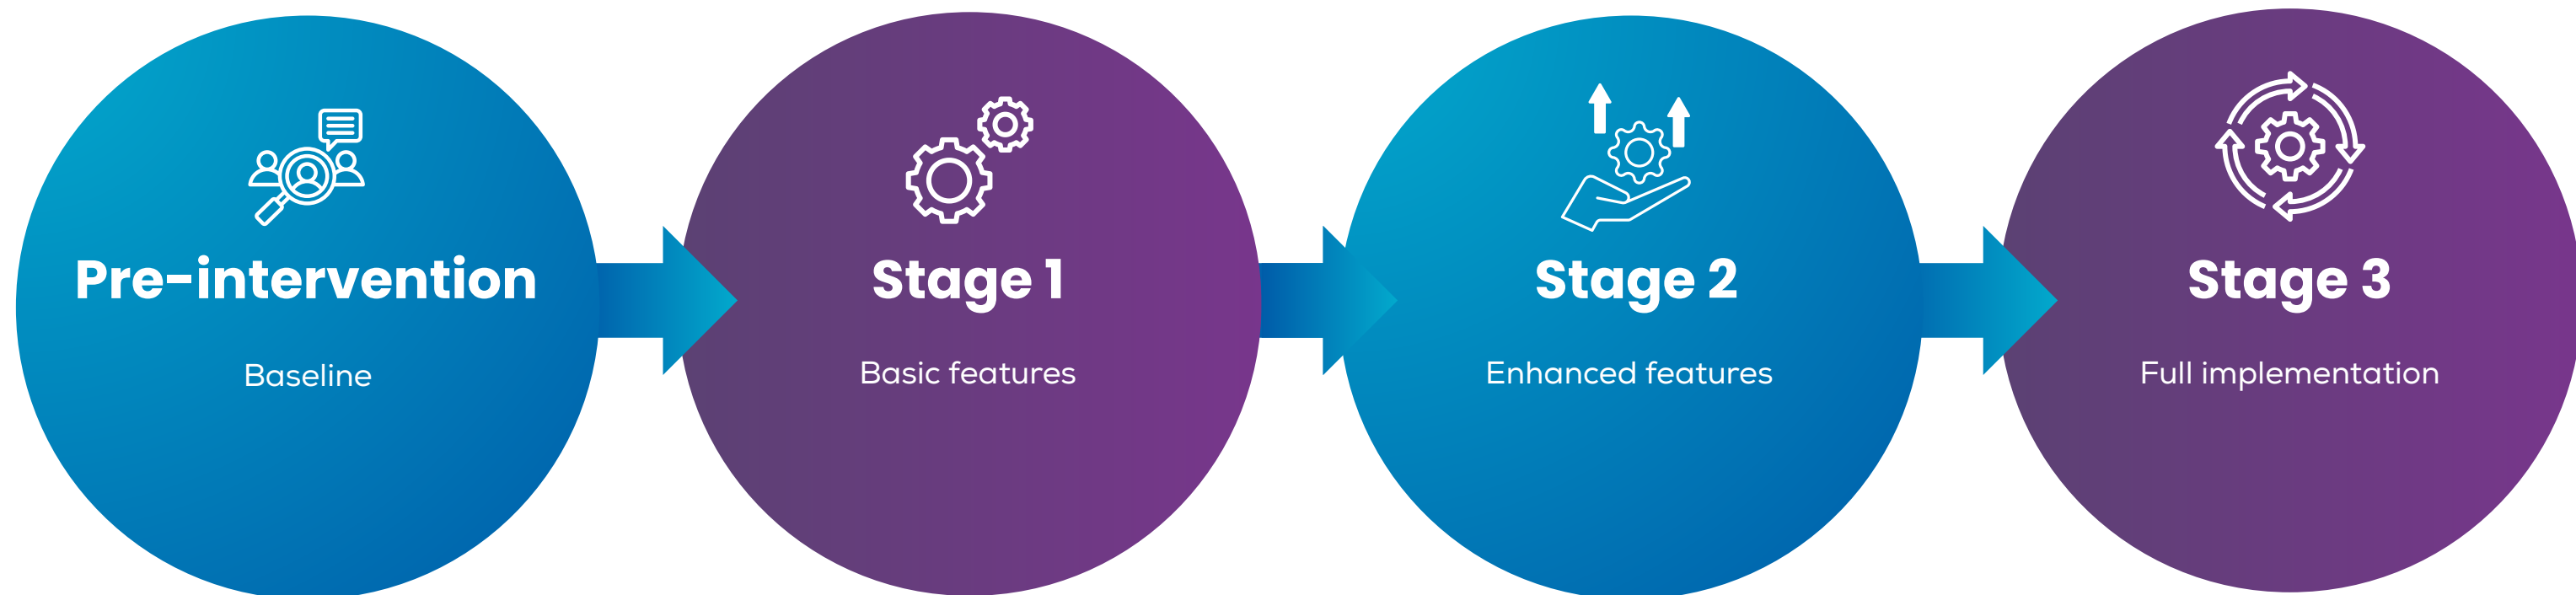 Pre-intervention
Baseline
Stage 1
Basic features
Stage 2
Enhanced features
Stage 3
Full implementation